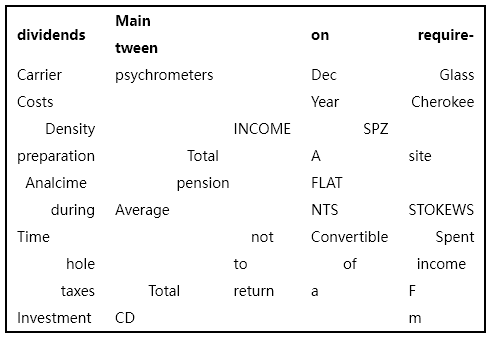 dividends Main tween on require-
Carrier psychrometers Dec Glass
Costs Year Cherokee
Density INCOME SPZ
preparation Total A site
Analcime pension FLAT
during Average NTS STOKEWS
Time not Convertible Spent
hole to of income
taxes Total return a F
Investment CD m